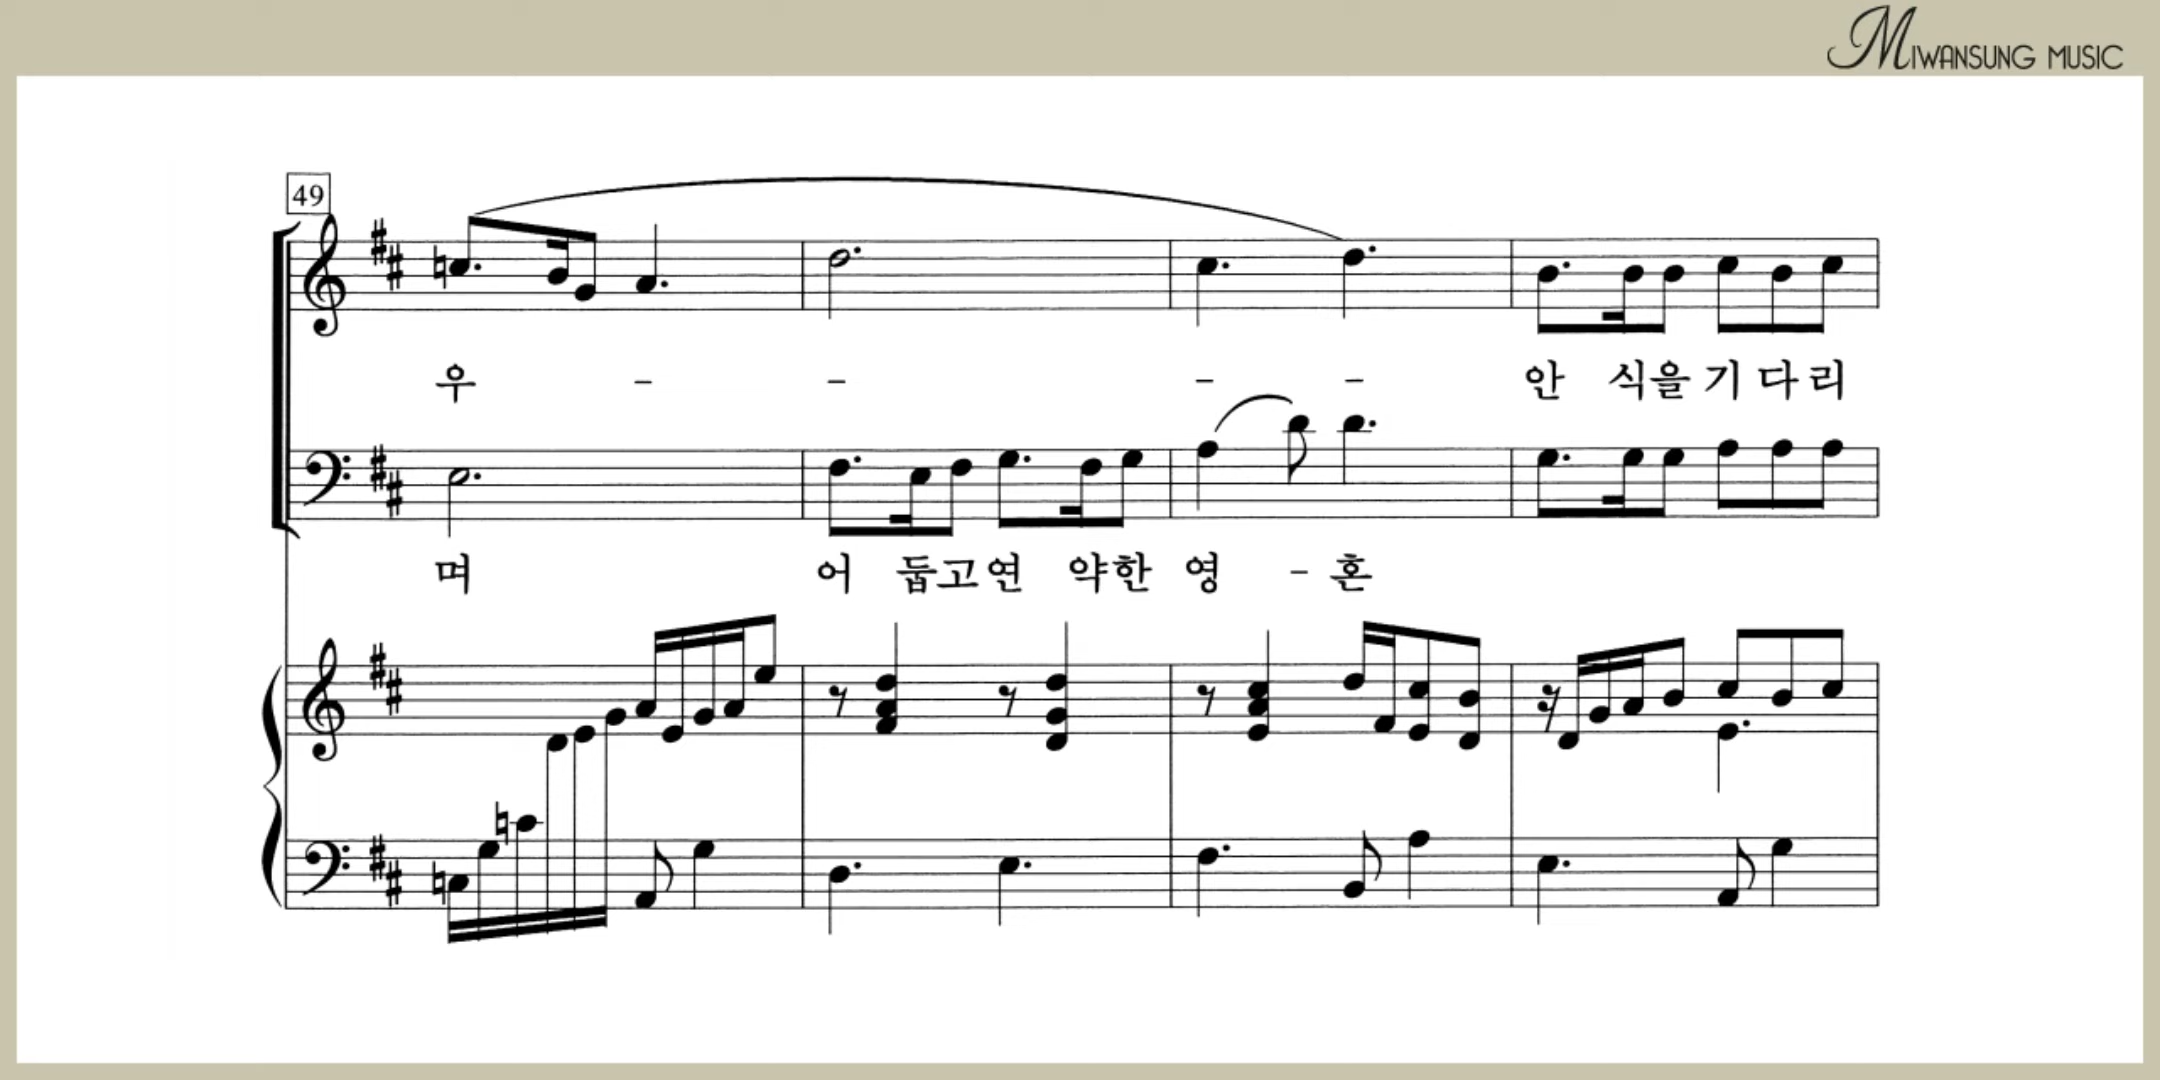 MIWANSUNG MUSIC
49
우 - - - - 안 식을 기 다 리
며 어 둡고 연 약한 영 - 혼